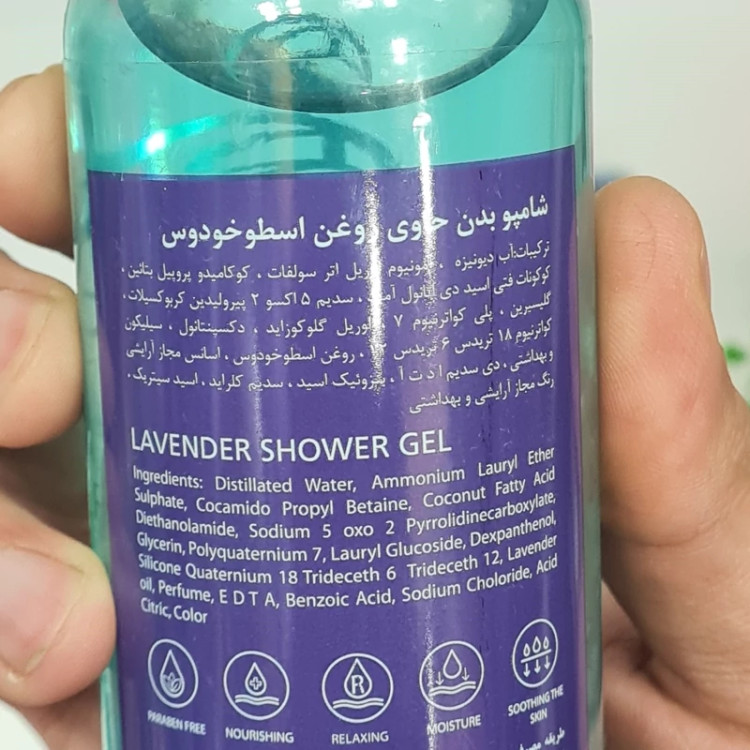 شامپو بدن حاوی روغن اسطوخودوس
ترکیبات:آب دیونیزه ، آمونیوم لوریل اتر سولفات ، کوکامیدو پروپیل بتائین ،
کوکونات فتی اسید دی اتانول آمید ، سدیم ۵ اکسو ۲ پیرولیدین کربوکسیلات ،
گلیسیرین ، پلی کواترنیوم ۷ ، لوریل گلوکوزاید ، دکسپنتانول ، سیلیکون
کواترنیوم ۱۸ تریدس ۶ تریدس ۱۲ ، روغن اسطوخودوس ، اسانس مجاز آرایشی
و بهداشتی ، دی سدیم ا د ت آ ، بنزوئیک اسید ، سدیم کلراید ، اسید سیتریک ،
رنگ مجاز آرایشی و بهداشتی
LAVENDER SHOWER GEL
Ingredients: Distillated Water, Ammonium Lauryl Ether
Sulphate, Cocamido Propyl Betaine, Coconut Fatty Acid
Diethanolamide, Sodium 5 oxo 2 Pyrrolidinecarboxylate,
Glycerin, Polyquaternium 7, Lauryl Glucoside, Dexpanthenol,
Silicone Quaternium 18 Trideceth 6 Trideceth 12, Lavender
oil, Perfume, E D T A, Benzoic Acid, Sodium Choloride, Acid
Citric, Color
R
PARABEN FREE
NOURISHING
RELAXING
MOISTURE
SOOTHING THE
SKIN
طریقه